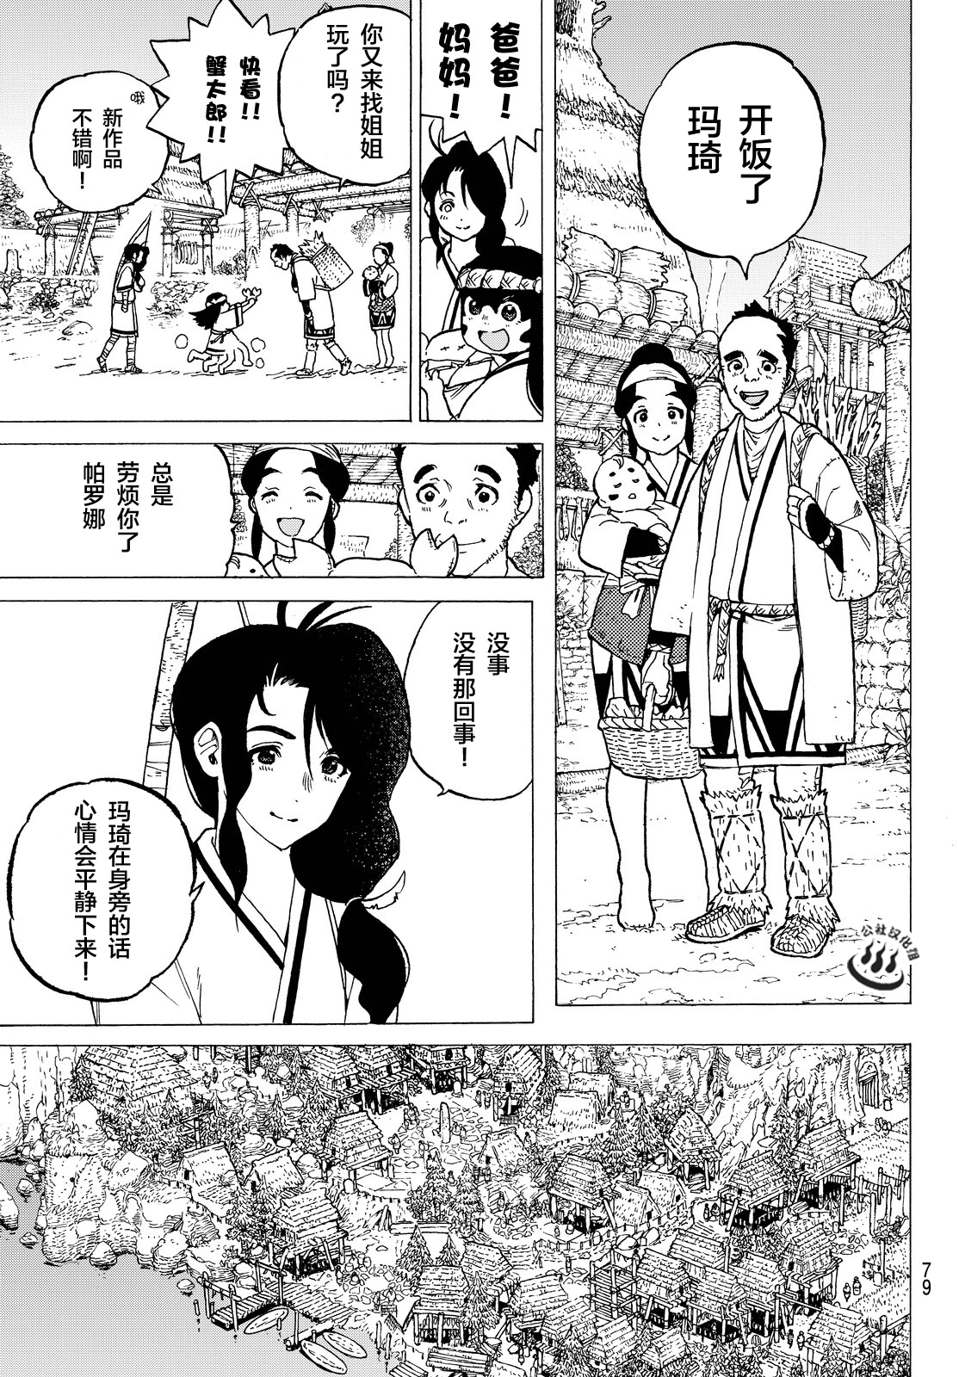 开饭了
玛琦
爸爸！
妈妈！
你又来找姐姐
玩了吗？
快看!!
蟹太郎!!
哦
新作品
不错啊！
总是
劳烦你了
帕罗娜
没事
没有那回事！
玛琦在身旁的话
心情会平静下来！
公社汉化组
79